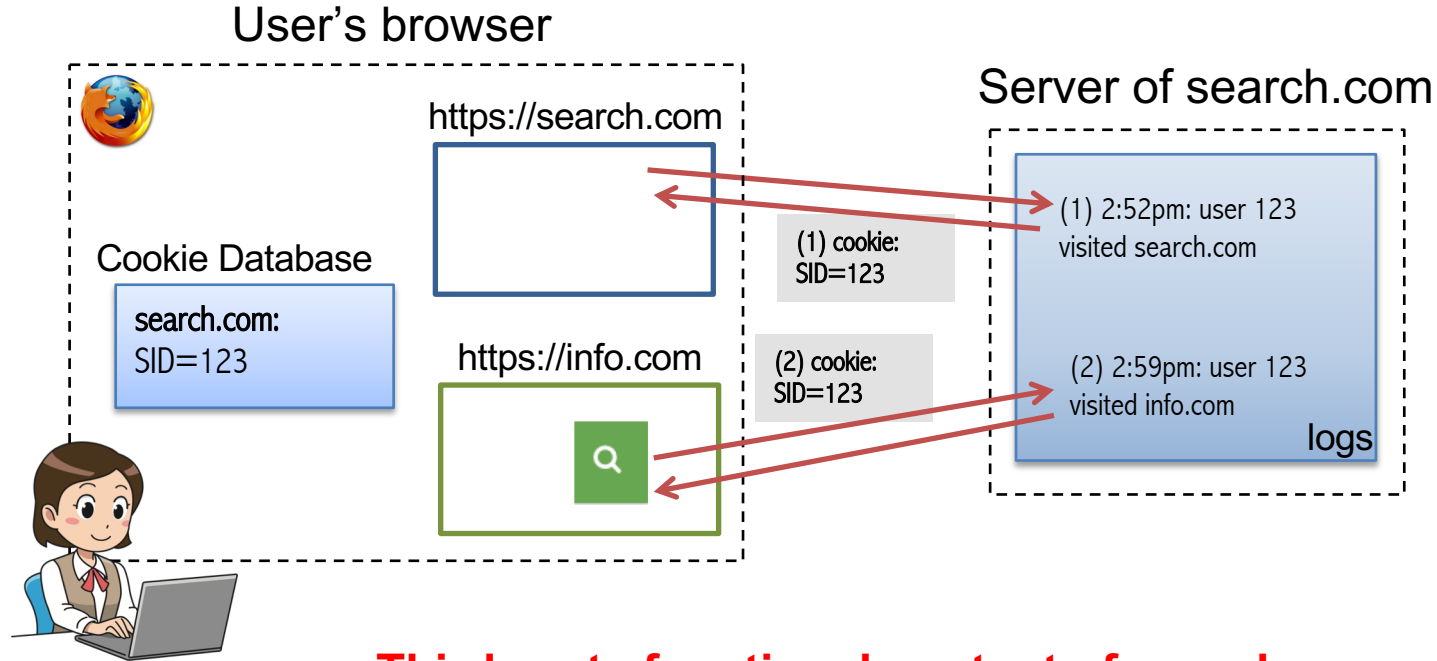 User's browser
Server of search.com
https://search.com
(1) 2:52pm: user 123
visited search.com
(1) cookie:
SID=123
Cookie Database
search.com:
SID=123
https://info.com
(2) cookie:
SID=123
(2) 2:59pm: user 123
visited info.com
logs